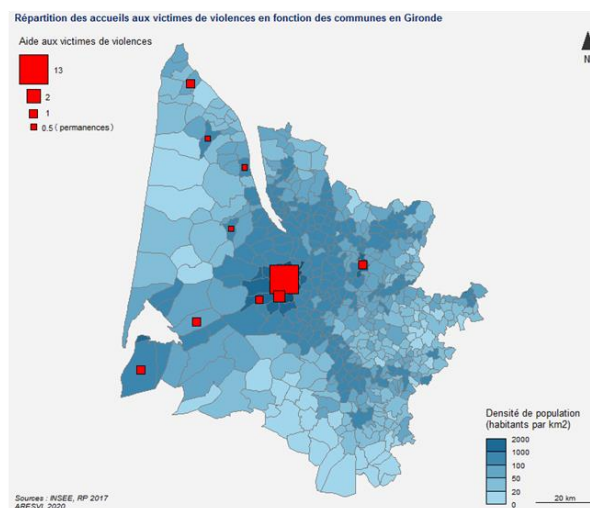 Répartition des accueils aux victimes de violences en fonction des communes en Gironde
Aide aux victimes de violences
13
2
1
0.5 ( permanences )
N
Densité de population
(habitants par km2)
2000
1000
100
50
20
0
Sources : INSEE, RP 2017
ARESVI, 2020
20 km